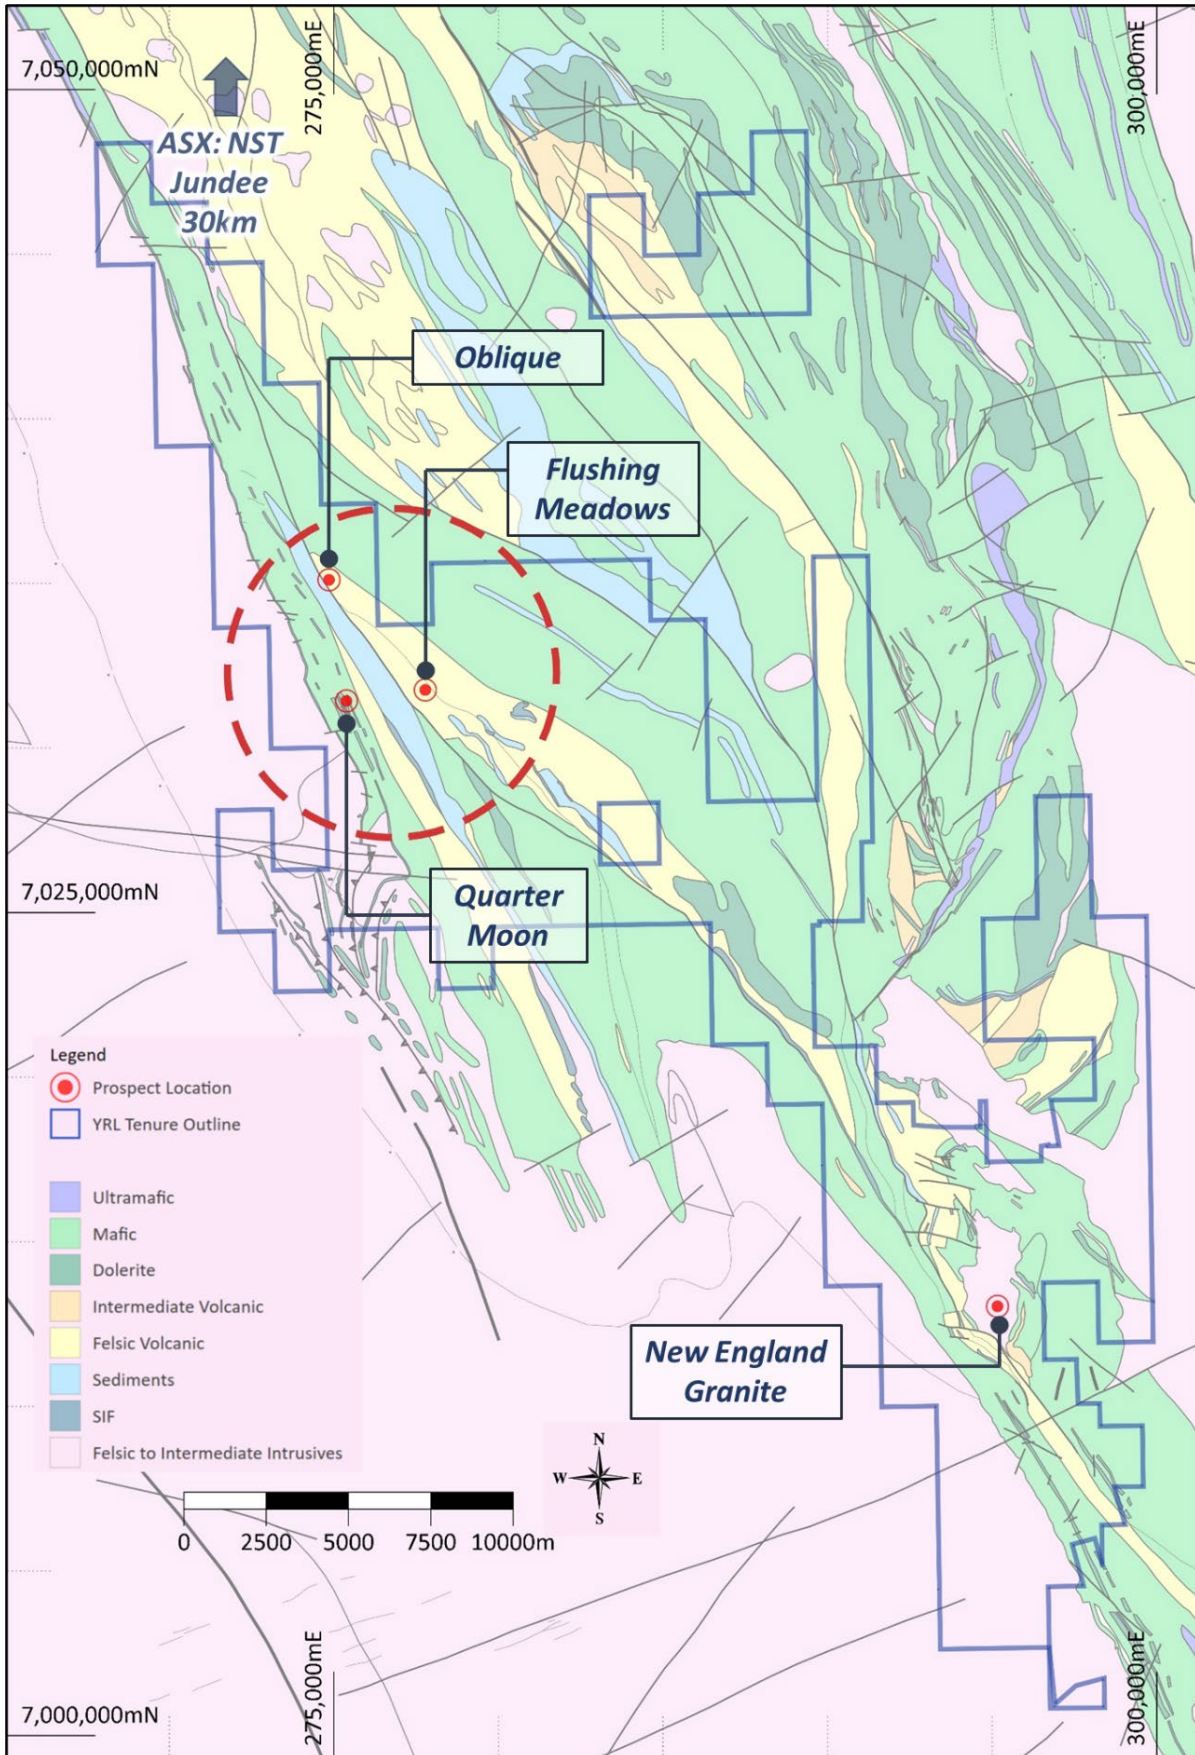 7,050,000mN
275,000mE
300,000mE
ASX: NST
Jundee
30km
Oblique
Flushing
Meadows
7,025,000mN
Quarter
Moon
Legend
Prospect Location
YRL Tenure Outline
Ultramafic
Mafic
Dolerite
Intermediate Volcanic
Felsic Volcanic
Sediments
SIF
Felsic to Intermediate Intrusives
New England
Granite
N
W E
S
0 2500 5000 7500 10000m
7,000,000mN
275,000mE
300,000mE